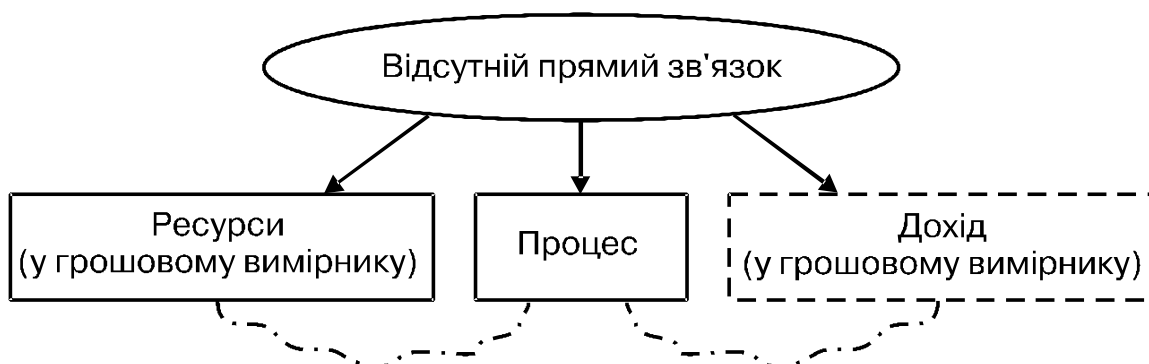 Відсутній прямий зв'язок
Ресурси
(у грошовому вимірнику)
Процес
Дохід
(у грошовому вимірнику)